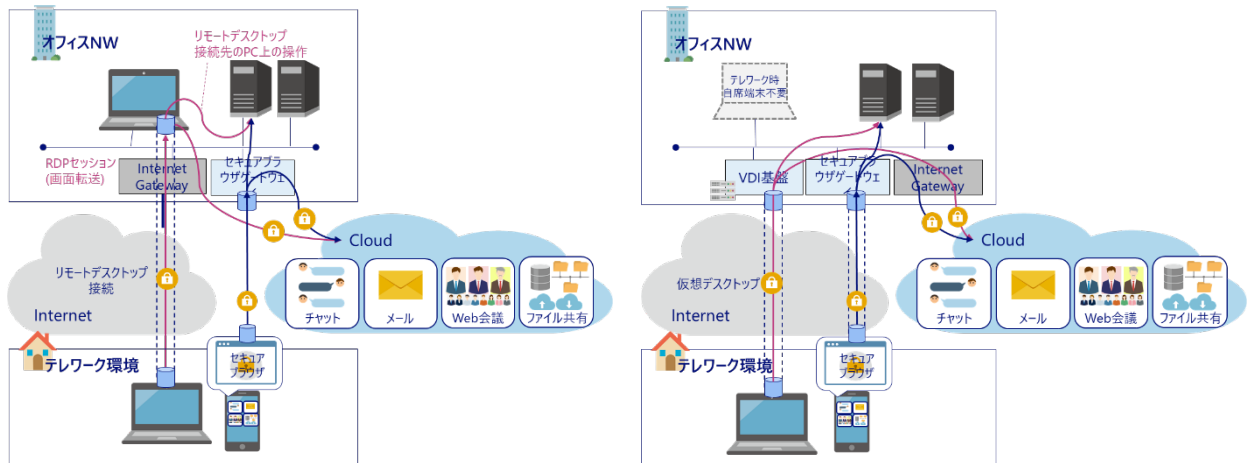 オフィスNW
リモートデスクトップ
接続先のPC上の操作
RDPセッション
(画面転送)
Internet
Gateway
セキュアブラ
ウザゲートウェ
イ
Cloud
リモートデスクトップ
接続
Internet
チャット
メール
Web会議
ファイル共有
テレワーク環境
セキュア
ブラウザ
オフィスNW
テレワーク時
自席端末不要
VDI基盤
セキュアブラ
ウザゲートウェ
イ
Internet
Gateway
Cloud
仮想デスクトップ
Internet
チャット
メール
Web会議
ファイル共有
テレワーク環境
セキュア
ブラウザ